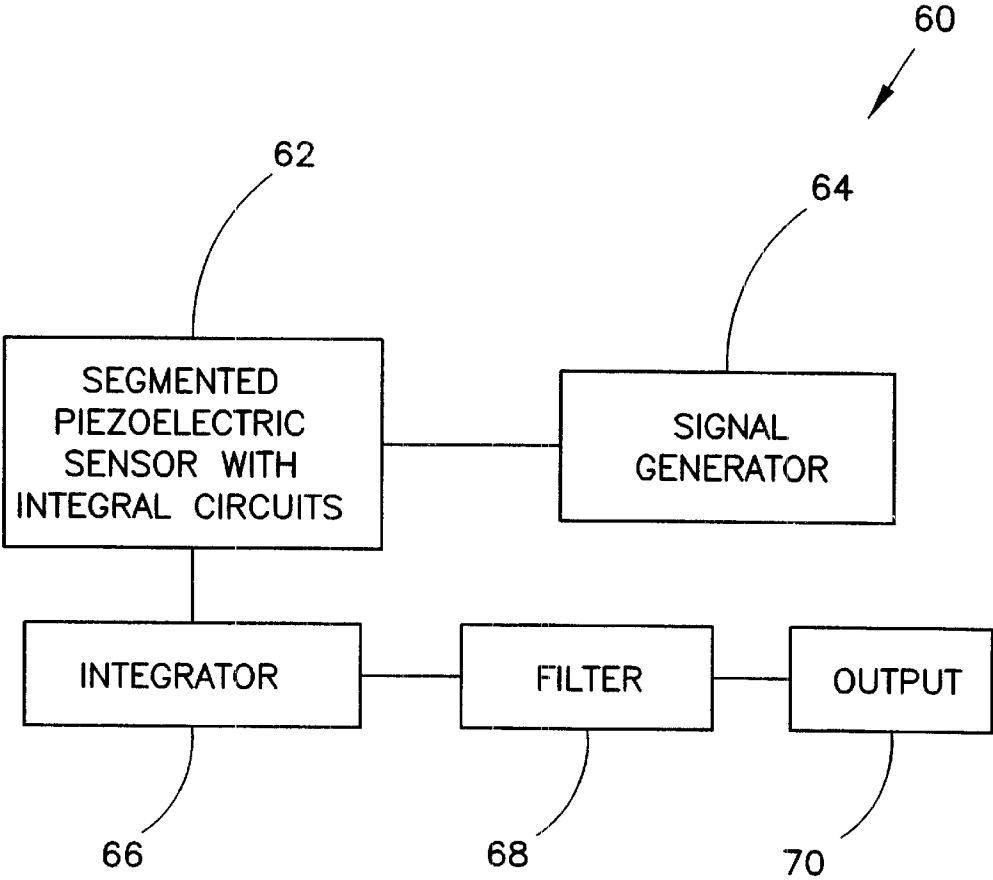 60
62
64
SEGMENTED
PIEZOELECTRIC
SENSOR WITH
INTEGRAL CIRCUITS
SIGNAL
GENERATOR
INTEGRATOR
FILTER
OUTPUT
66
68
70